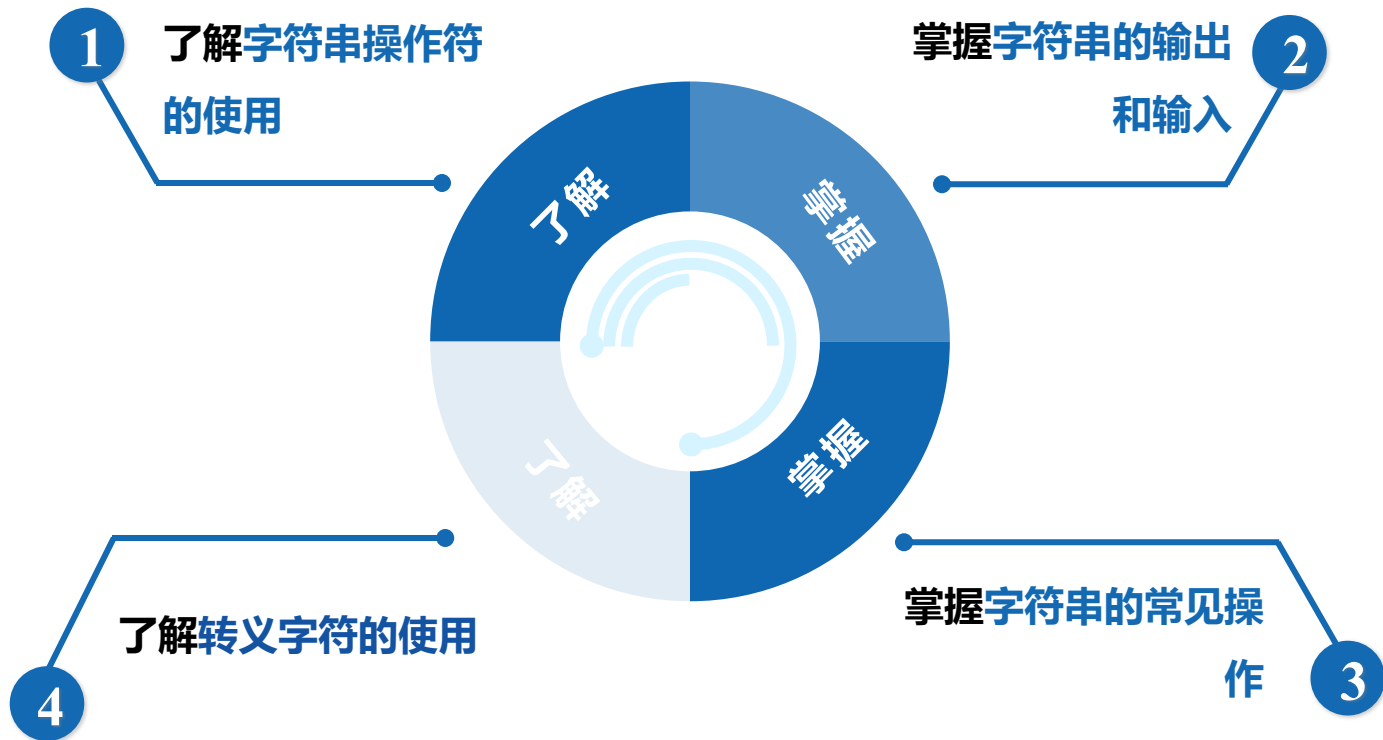 1
了解字符串操作符
的使用
2
掌握字符串的输出
和输入
了解
掌握
了解
掌握
3
掌握字符串的常见操
作
4
了解转义字符的使用